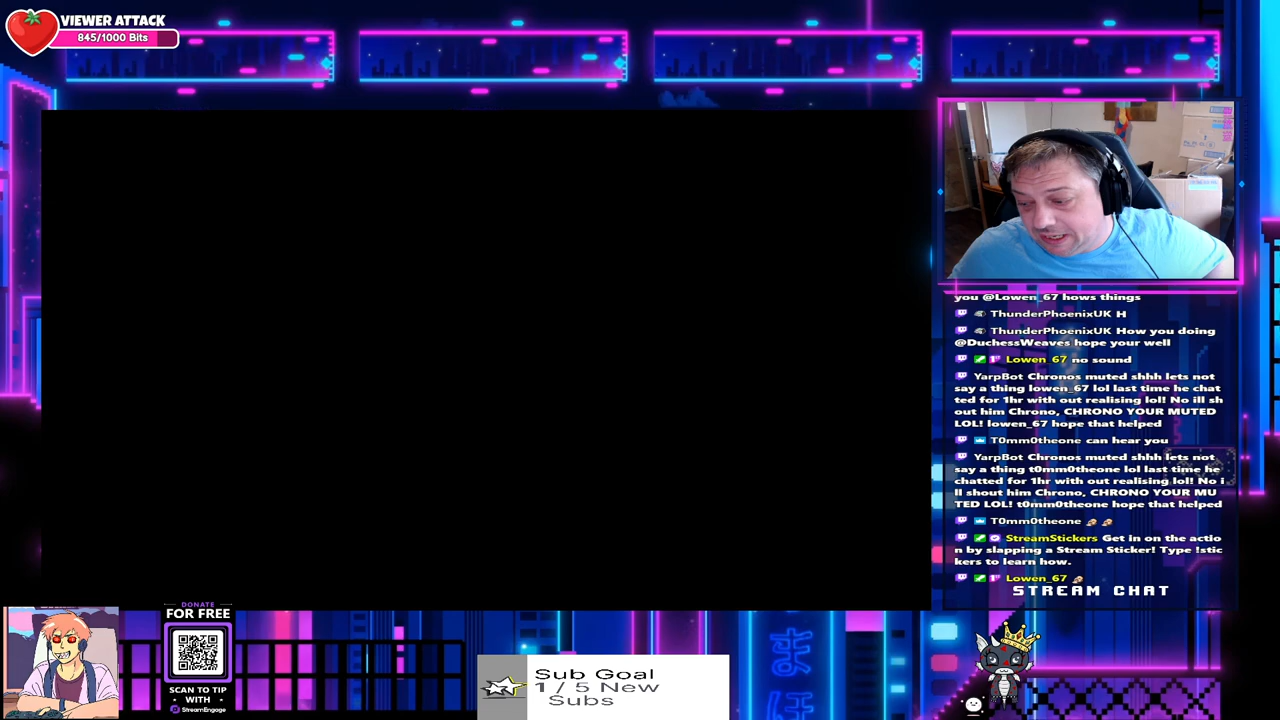 VIEWER ATTACK
845/1000 Bits
you @Lowen_67 hows things
ThunderPhoenixUK H
ThunderPhoenixUK How you doing
@DuchessWeaves hope your well
Lowen_67 no sound
YarpBot Chronos muted shhh lets not
say a thing lowen_67 lol last time he chat
ted for 1hr with out realising lol! No ill sh
out him Chrono, CHRONO YOUR MUTED
LOL! lowen_67 hope that helped
T0mm0theone can hear you
YarpBot Chronos muted shhh lets not
say a thing t0mm0theone lol last time he
chatted for 1hr with out realising lol! No i
ll shout him Chrono, CHRONO YOUR MU
TED LOL! t0mm0theone hope that helped
T0mm0theone
StreamStickers Get in on the actio
n by slapping a Stream Sticker! Type !stic
kers to learn how.
Lowen_67
STREAM CHAT
DONATE
FOR FREE
SCAN TO TIP
- WITH -
StreamEngage
Sub Goal
1 / 5 New
Subs
まほ